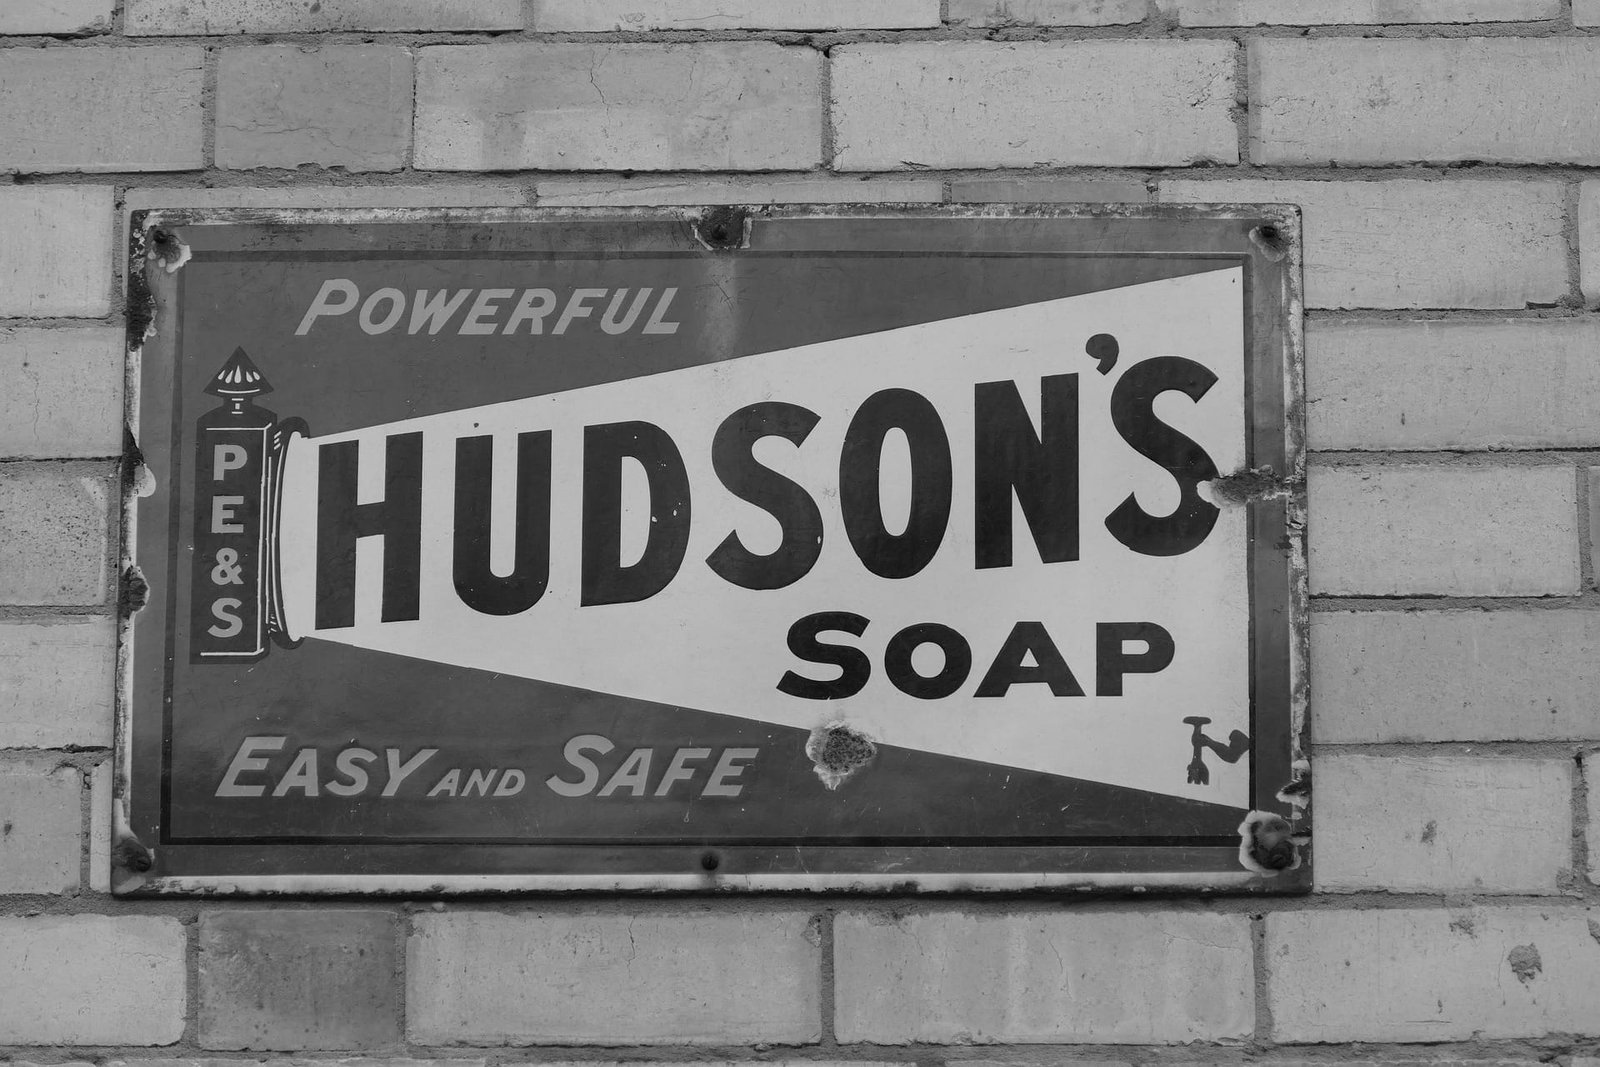 POWERFUL
PE&S
HUDSON'S
SOAP
EASY AND SAFE